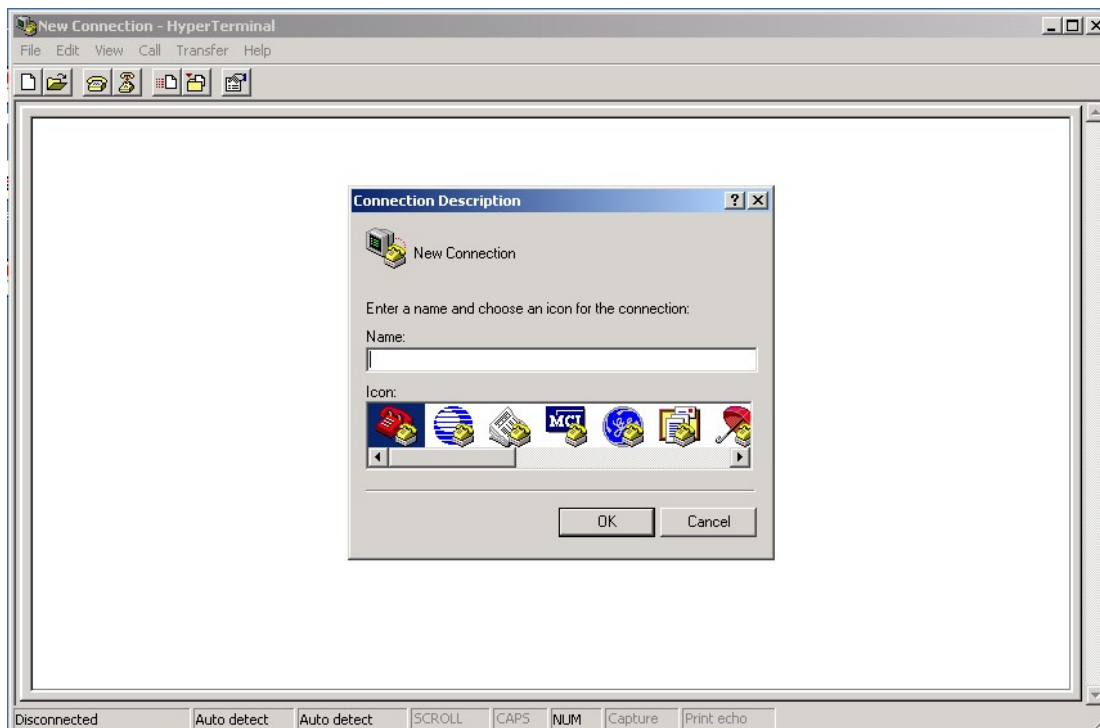 New Connection - HyperTerminal
File Edit View Call Transfer Help
Connection Description
New Connection
Enter a name and choose an icon for the connection:
Name:
Icon:
MCI
OK Cancel
Disconnected Auto detect Auto detect SCROLL CAPS NUM Capture Print echo